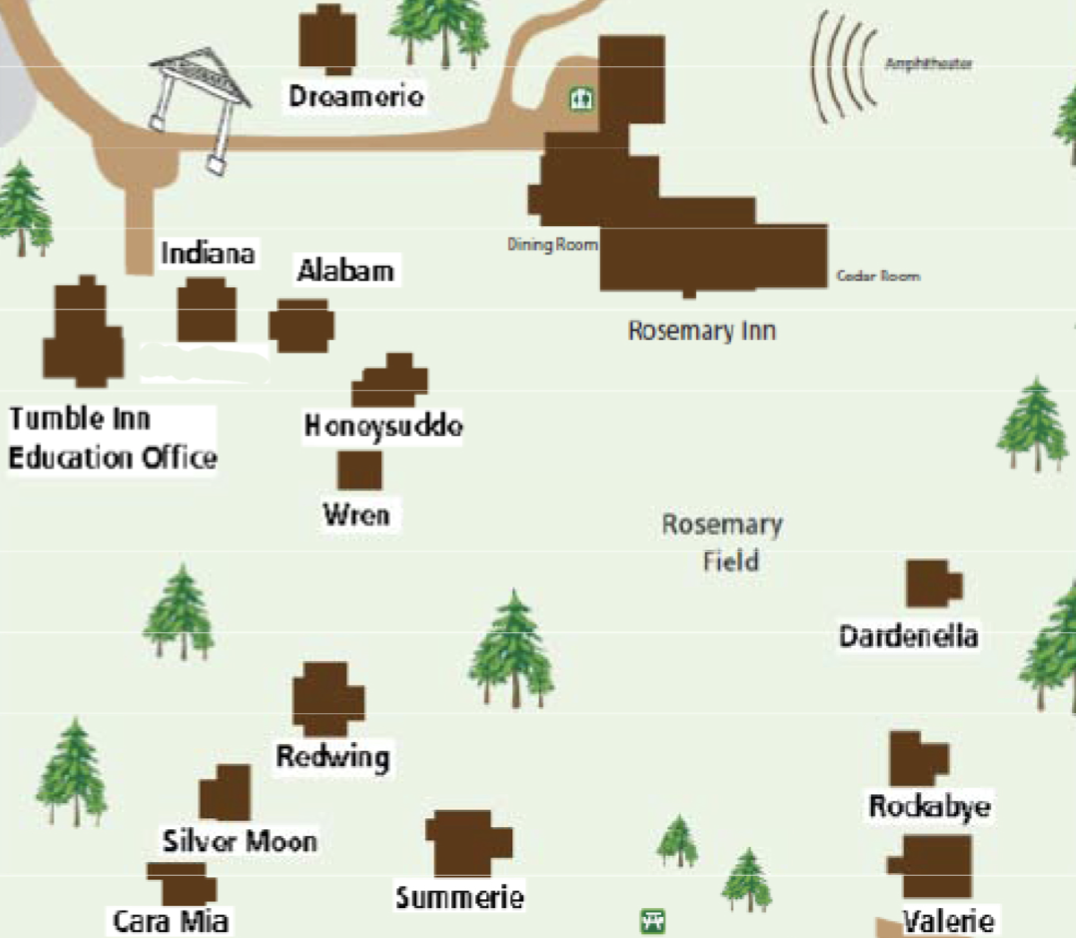 Amphitheater
Dreamerie
Dining Room
Indiana
Alabam
Cedar Room
Rosemary Inn
Tumble Inn
Education Office
Honeysuckle
Wren
Rosemary
Field
Dardenella
Redwing
Rockabye
Silver Moon
Summerie
Cara Mia
Valerie